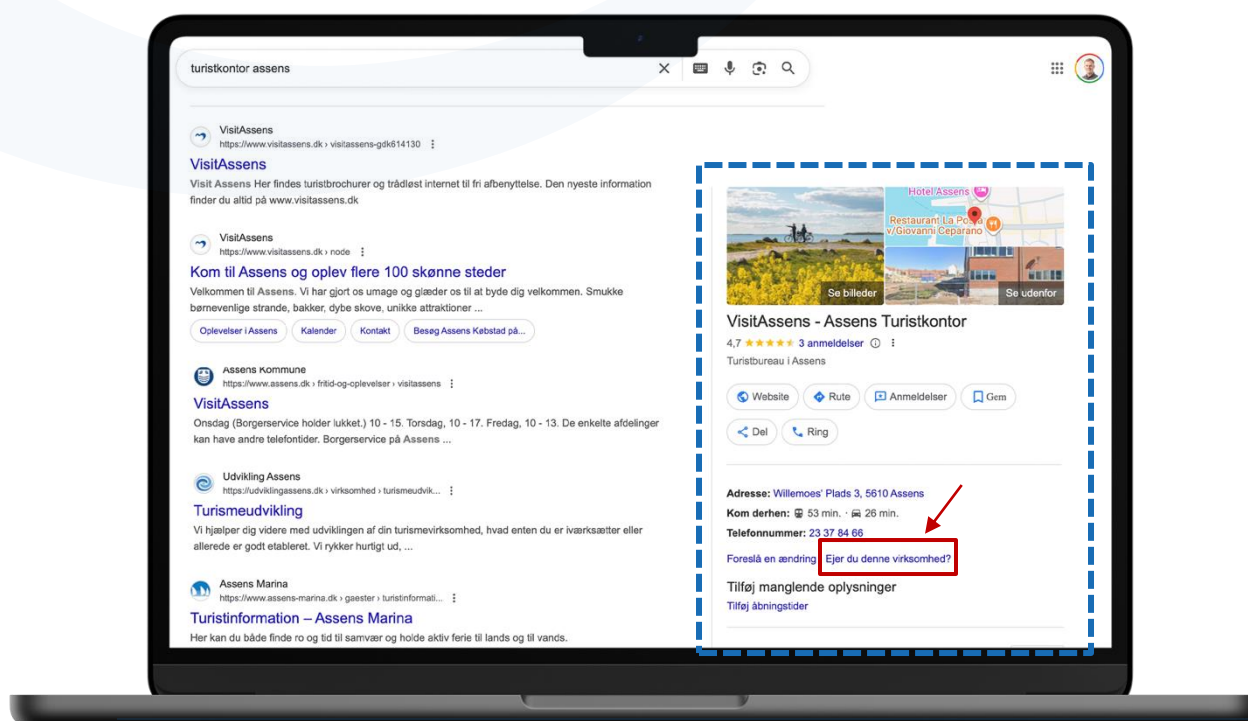 turistkontor assens
VisitAssens
https://www.visitassens.dk › visitassens-gdk614130
VisitAssens
Visit Assens Her findes turistbrochurer og trådløst internet til fri afbenyttelse. Den nyeste information
finder du altid på www.visitassens.dk
VisitAssens
https://www.visitassens.dk › node
Kom til Assens og oplev flere 100 skønne steder
Velkommen til Assens. Vi har gjort os umage og glæder os til at byde dig velkommen. Smukke
børnevenlige strande, bakker, dybe skove, unikke attraktioner ...
Oplevelser i Assens
Kalender
Kontakt
Besøg Assens Købstad på...
Assens Kommune
https://www.assens.dk › fritid-og-oplevelser › visitassens
VisitAssens
Onsdag (Borgerservice holder lukket.) 10 - 15. Torsdag, 10 - 17. Fredag, 10 - 13. De enkelte afdelinger
kan have andre telefontider. Borgerservice på Assens ...
Udvikling Assens
https://udviklingassens.dk › virksomhed › turismeudvik...
Turismeudvikling
Vi hjælper dig videre med udviklingen af din turismevirksomhed, hvad enten du er iværksætter eller
allerede er godt etableret. Vi rykker hurtigt ud, ...
Assens Marina
https://www.assens-marina.dk › gaester › turistinformati...
Turistinformation – Assens Marina
Her kan du både finde ro og tid til samvær og holde aktiv ferie til lands og til vands.
Hotel Assens
Restaurant La
v/Giovanni Ceparano
Se billeder
Se udenfor
VisitAssens - Assens Turistkontor
4,7 3 anmeldelser
Turistbureau i Assens
Website
Rute
Anmeldelser
Gem
Del
Ring
Adresse: Willemoes' Plads 3, 5610 Assens
Kom derhen: 53 min. · 26 min.
Telefonnummer: 23 37 84 66
Foreslå en ændring Ejer du denne virksomhed?
Tilføj manglende oplysninger
Tilføj åbningstider